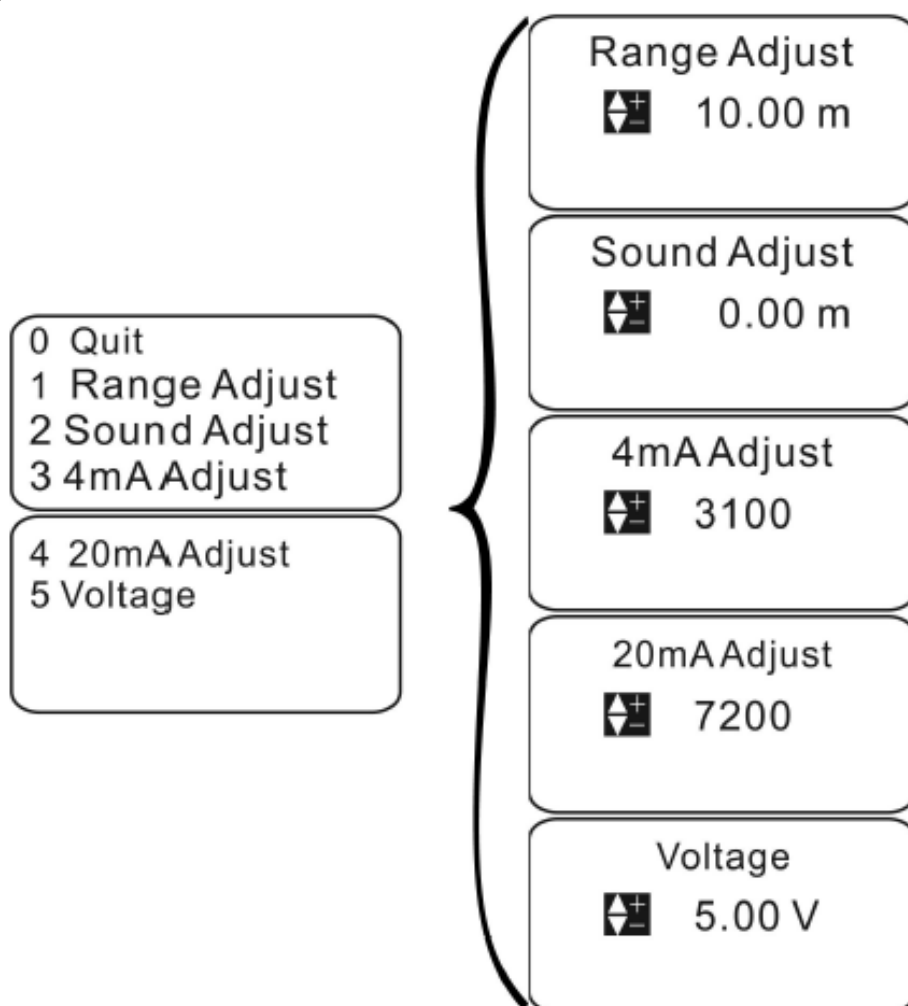 0 Quit
1 Range Adjust
2 Sound Adjust
3 4mA Adjust
4 20mA Adjust
5 Voltage
Range Adjust
10.00 m
Sound Adjust
0.00 m
4mA Adjust
3100
20mA Adjust
7200
Voltage
5.00 V